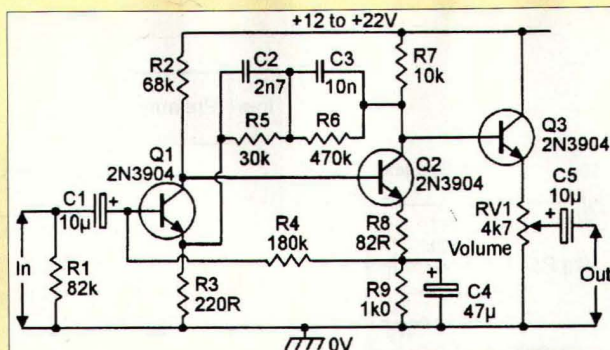 +12 to +22V
R2
68k
C2
2n7
C3
10n
R7
10k
R5
30k
R6
470k
Q1
2N3904
Q2
2N3904
Q3
2N3904
C1
10µ
+
R4
180k
R8
82R
RV1
4k7
Volume
+
C5
10µ
In
R1
82k
R3
220R
R9
1k0
+
C4
47µ
Out
0V